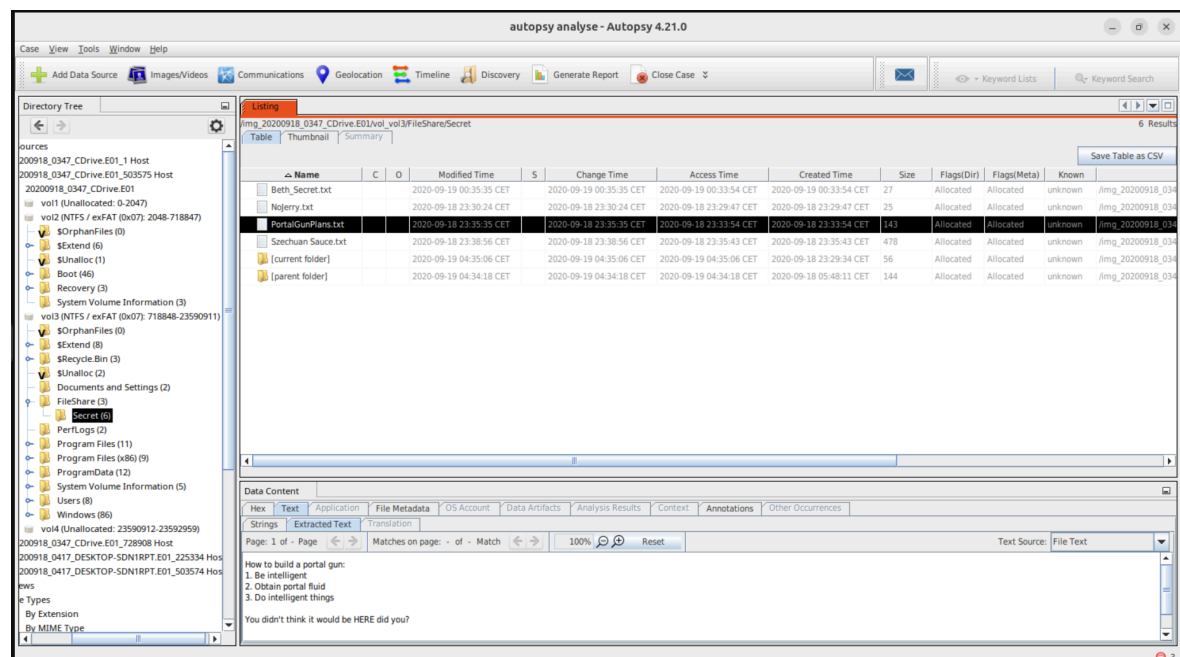 autopsy analyse - Autopsy 4.21.0
Case View Tools Window Help
Add Data Source Images/Videos Communications Geolocation Timeline Discovery Generate Report Close Case Keyword Lists Keyword Search
Directory Tree
ources
200918_0347_CDrive.E01_1 Host
200918_0347_CDrive.E01_503575 Host
20200918_0347_CDrive.E01
vol1 (Unallocated: 0-2047)
vol2 (NTFS / exFAT (0x07): 2048-718847)
$OrphanFiles (0)
$Extend (6)
$Unalloc (1)
Boot (46)
Recovery (3)
System Volume Information (3)
vol3 (NTFS / exFAT (0x07): 718848-23590911)
$OrphanFiles (0)
$Extend (8)
$Recycle.Bin (3)
$Unalloc (2)
Documents and Settings (2)
FileShare (3)
Secret (6)
PerfLogs (2)
Program Files (11)
Program Files (x86) (9)
ProgramData (12)
System Volume Information (5)
Users (8)
Windows (86)
vol4 (Unallocated: 23590912-23592959)
200918_0347_CDrive.E01_728908 Host
200918_0417_DESKTOP-SDN1RPT.E01_225334 Hos
200918_0417_DESKTOP-SDN1RPT.E01_503574 Hos
ews
e Types
By Extension
By MIME Type
Listing
/img_20200918_0347_CDrive.E01/vol_vol3/FileShare/Secret 6 Results
Table Thumbnail Summary
Save Table as CSV
Name C O Modified Time S Change Time Access Time Created Time Size Flags(Dir) Flags(Meta) Known
Beth_Secret.txt 2020-09-19 00:35:35 CET 2020-09-19 00:35:35 CET 2020-09-19 00:33:54 CET 2020-09-19 00:33:54 CET 27 Allocated Allocated unknown /img_20200918_034
NoJerry.txt 2020-09-18 23:30:24 CET 2020-09-18 23:30:24 CET 2020-09-18 23:29:47 CET 2020-09-18 23:29:47 CET 25 Allocated Allocated unknown /img_20200918_034
PortalGunPlans.txt 2020-09-18 23:35:35 CET 2020-09-18 23:35:35 CET 2020-09-18 23:33:54 CET 2020-09-18 23:33:54 CET 143 Allocated Allocated unknown /img_20200918_034
Szechuan Sauce.txt 2020-09-18 23:38:56 CET 2020-09-18 23:38:56 CET 2020-09-18 23:35:43 CET 2020-09-18 23:35:43 CET 478 Allocated Allocated unknown /img_20200918_034
[current folder] 2020-09-19 04:35:06 CET 2020-09-19 04:35:06 CET 2020-09-19 04:35:06 CET 2020-09-18 23:29:34 CET 56 Allocated Allocated unknown /img_20200918_034
[parent folder] 2020-09-19 04:34:18 CET 2020-09-19 04:34:18 CET 2020-09-19 04:34:18 CET 2020-09-18 05:48:11 CET 144 Allocated Allocated unknown /img_20200918_034
Data Content
Hex Text Application File Metadata OS Account Data Artifacts Analysis Results Context Annotations Other Occurrences
Strings Extracted Text Translation
Page: 1 of - Page Matches on page: - of - Match 100% Reset Text Source: File Text
How to build a portal gun:
1. Be intelligent
2. Obtain portal fluid
3. Do intelligent things
You didn't think it would be HERE did you?